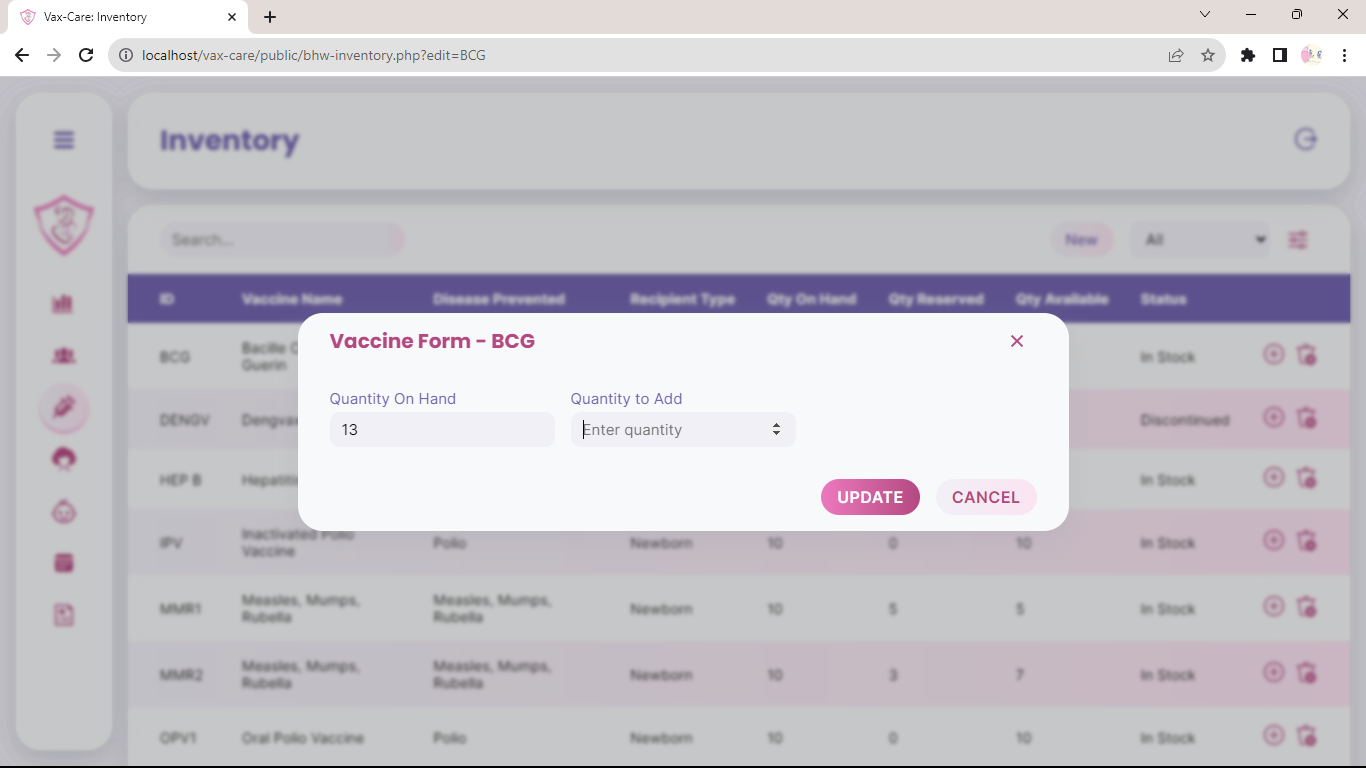 Vax-Care: Inventory
localhost/vax-care/public/bhw-inventory.php?edit=BCG
Inventory
Search...
New
All
ID Vaccine Name Disease Prevented Recipient Type Qty On Hand Qty Reserved Qty Available Status
Vaccine Form - BCG
BCG
Bacille
Guerin
In Stock
Quantity On Hand Quantity to Add
13 Enter quantity
DENGV
Discontinued
HEP B
In Stock
UPDATE CANCEL
IPV Inactivated Polio
Vaccine Polio Newborn 10 0 10 In Stock
MMR1 Measles, Mumps,
Rubella Measles, Mumps,
Rubella Newborn 10 5 5 In Stock
MMR2 Measles, Mumps,
Rubella Measles, Mumps,
Rubella Newborn 10 3 7 In Stock
OPV1 Oral Polio Vaccine Polio Newborn 10 0 10 In Stock